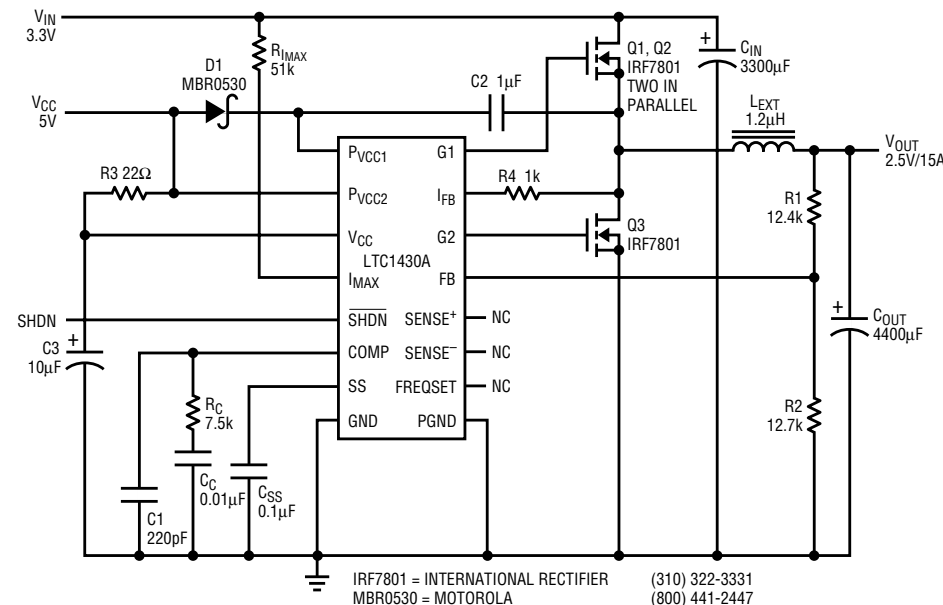 VIN
3.3V
RIMAX
51k
D1
MBR0530
VCC
5V
C2 1µF
Q1, Q2
IRF7801
TWO IN
PARALLEL
+
CIN
3300µF
LEXT
1.2µH
VOUT
2.5V/15A
R3 22Ω
PVCC1
G1
PVCC2
IFB
R4 1k
VCC
G2
LTC1430A
Q3
IRF7801
R1
12.4k
IMAX
FB
SHDN
SHDN
SENSE+
NC
+
COUT
4400µF
C3
10µF
+
COMP
SENSE−
NC
SS
FREQSET
NC
RC
7.5k
GND
PGND
R2
12.7k
CC
0.01µF
CSS
0.1µF
C1
220pF
IRF7801 = INTERNATIONAL RECTIFIER (310) 322-3331
MBR0530 = MOTOROLA (800) 441-2447